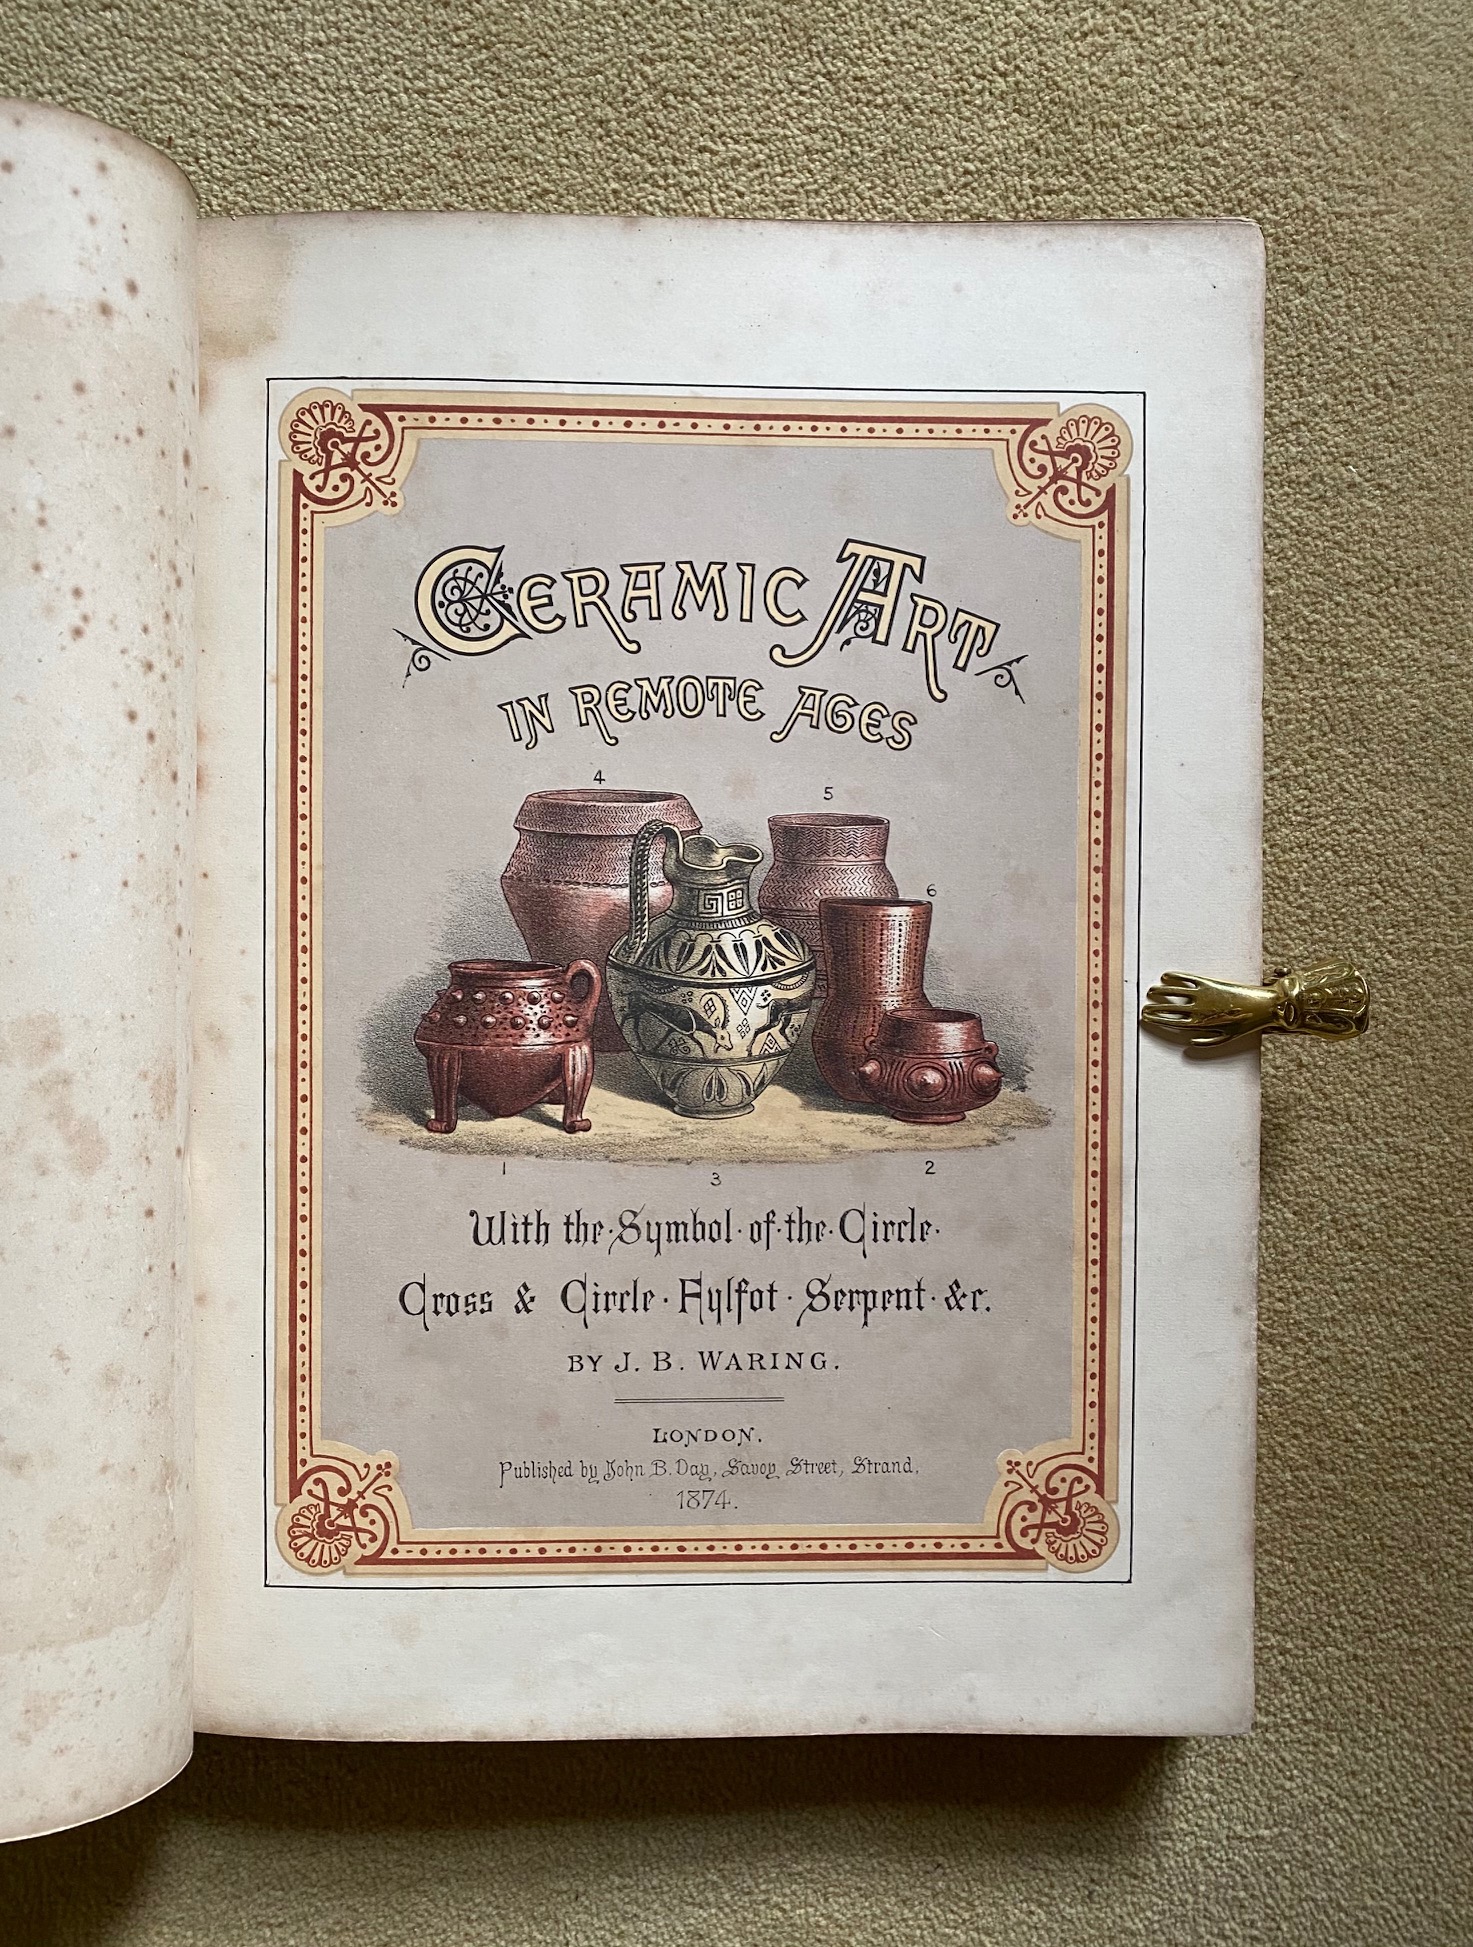 CERAMIC ART
IN REMOTE AGES
4
5
6
1
3
2
With the · Symbol · of · the · Circle ·
Cross & Circle · Fylfot · Serpent · &c.
BY J. B. WARING.
LONDON.
Published by John B. Day, Savoy Street, Strand,
1874.